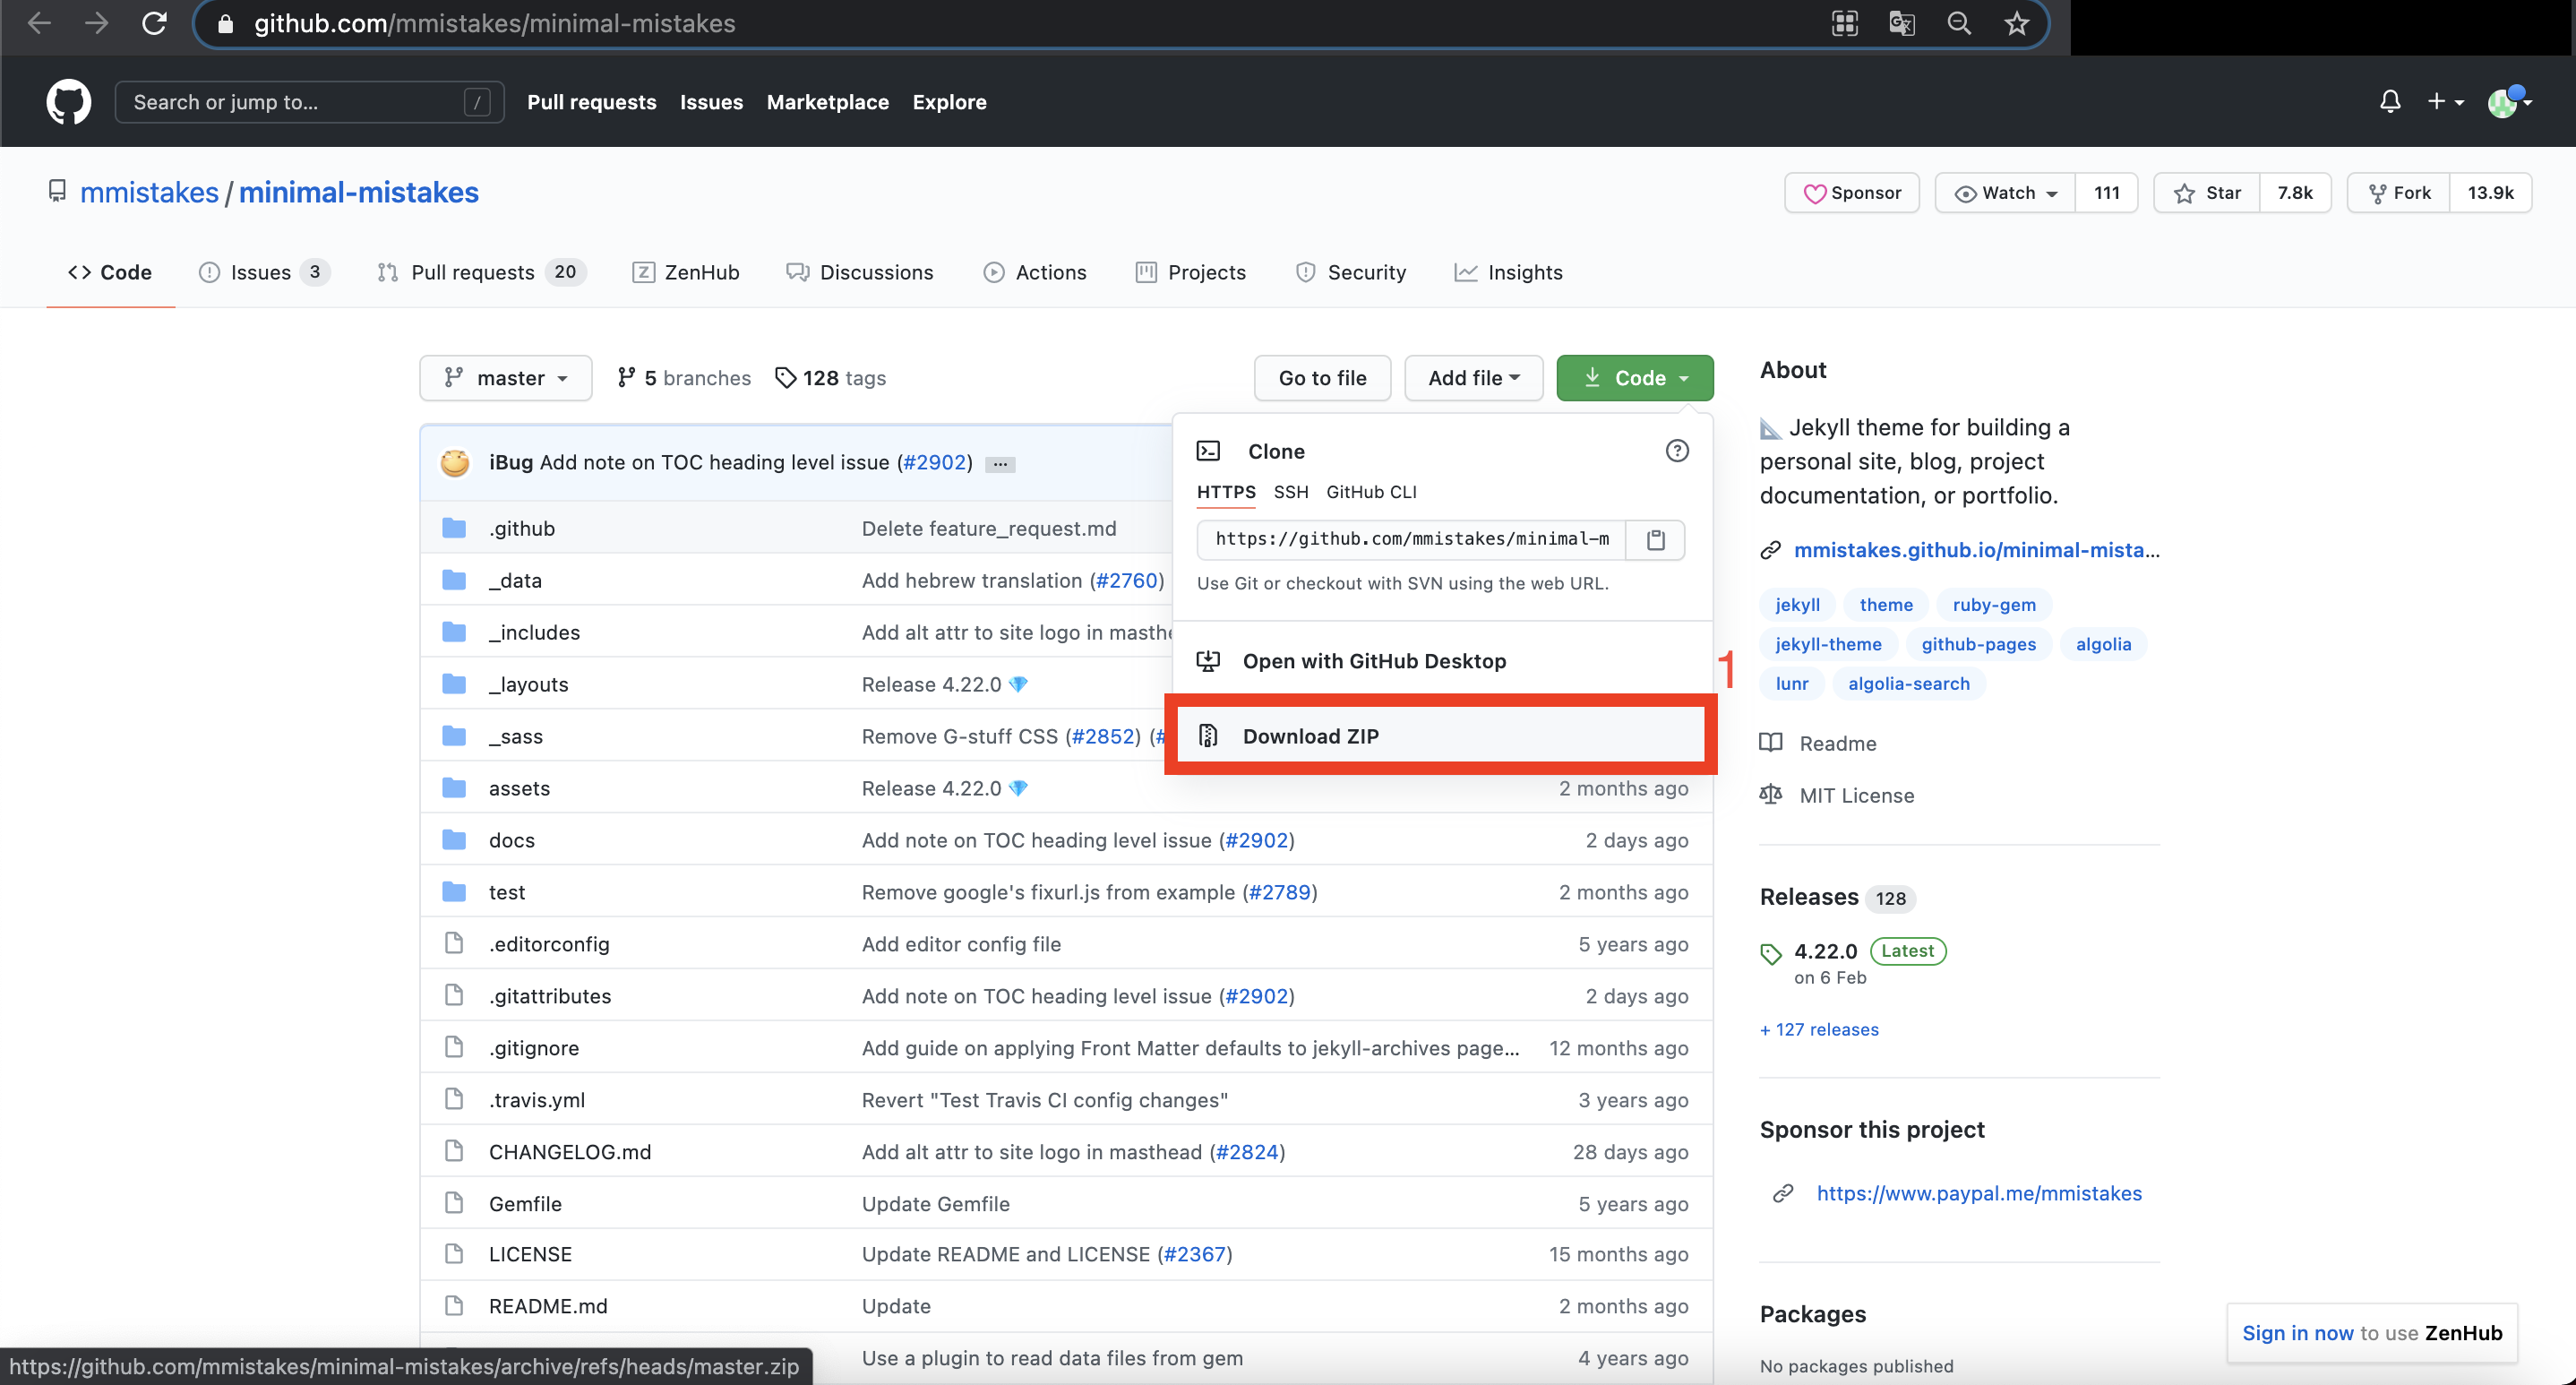 github.com/mmistakes/minimal-mistakes
Search or jump to... /
Pull requests Issues Marketplace Explore
mmistakes / minimal-mistakes
Sponsor Watch 111 Star 7.8k Fork 13.9k
Code Issues 3 Pull requests 20 ZenHub Discussions Actions Projects Security Insights
master 5 branches 128 tags Go to file Add file Code
iBug Add note on TOC heading level issue (#2902) ...
Clone
HTTPS SSH GitHub CLI
https://github.com/mmistakes/minimal-m
Use Git or checkout with SVN using the web URL.
Open with GitHub Desktop
1
Download ZIP
.github Delete feature_request.md
_data Add hebrew translation (#2760)
_includes Add alt attr to site logo in masthe
_layouts Release 4.22.0 💎
_sass Remove G-stuff CSS (#2852) (#
assets Release 4.22.0 💎 2 months ago
docs Add note on TOC heading level issue (#2902) 2 days ago
test Remove google's fixurl.js from example (#2789) 2 months ago
.editorconfig Add editor config file 5 years ago
.gitattributes Add note on TOC heading level issue (#2902) 2 days ago
.gitignore Add guide on applying Front Matter defaults to jekyll-archives page... 12 months ago
.travis.yml Revert "Test Travis CI config changes" 3 years ago
CHANGELOG.md Add alt attr to site logo in masthead (#2824) 28 days ago
Gemfile Update Gemfile 5 years ago
LICENSE Update README and LICENSE (#2367) 15 months ago
README.md Update 2 months ago
Use a plugin to read data files from gem 4 years ago
About
📐 Jekyll theme for building a
personal site, blog, project
documentation, or portfolio.
mmistakes.github.io/minimal-mista...
jekyll theme ruby-gem
jekyll-theme github-pages algolia
lunr algolia-search
Readme
MIT License
Releases 128
4.22.0 Latest
on 6 Feb
+ 127 releases
Sponsor this project
https://www.paypal.me/mmistakes
Packages
No packages published
Sign in now to use ZenHub
https://github.com/mmistakes/minimal-mistakes/archive/refs/heads/master.zip